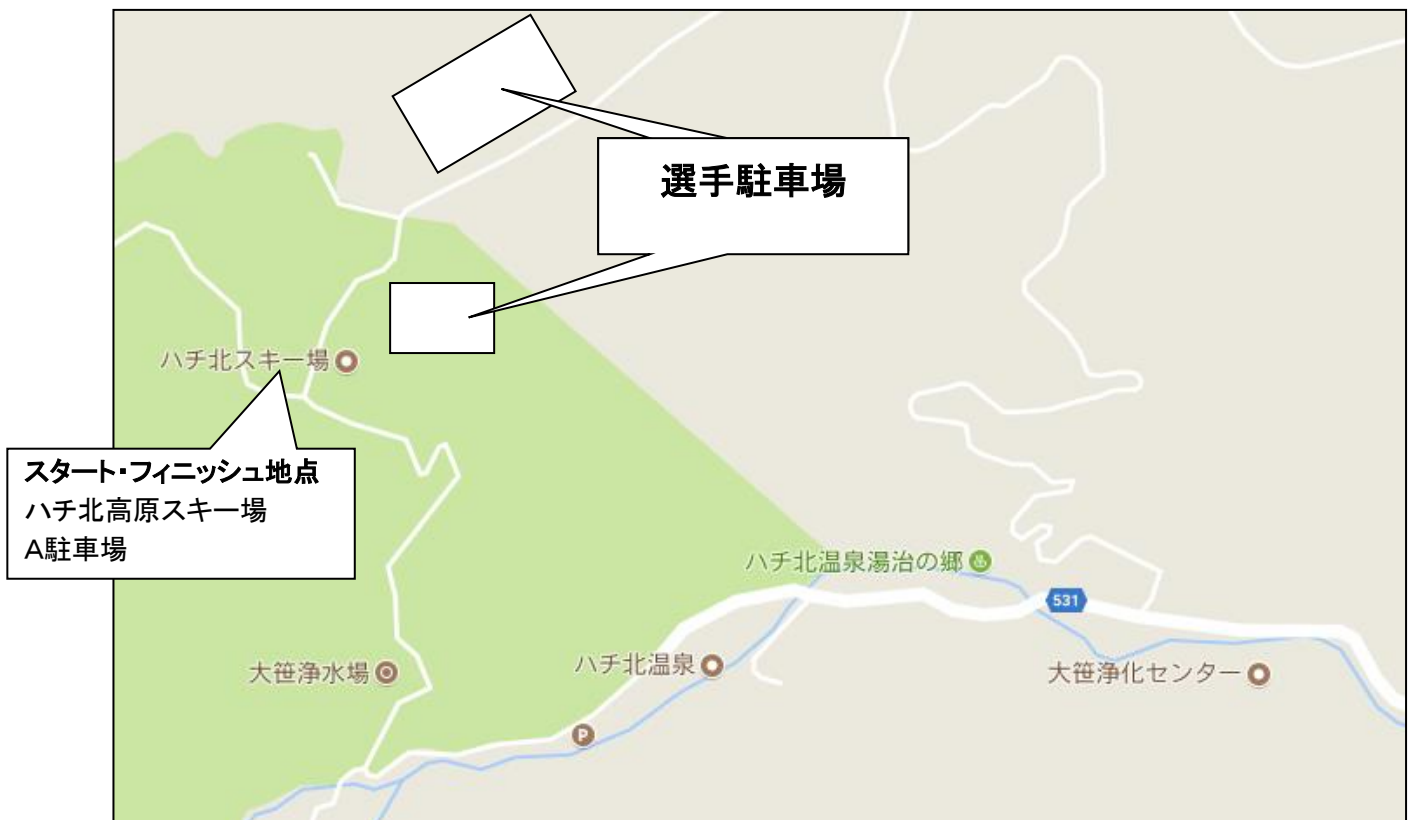 選手駐車場
ハチ北スキー場
スタート・フィニッシュ地点
ハチ北高原スキー場
A駐車場
ハチ北温泉湯治の郷
531
大笹浄水場
ハチ北温泉
大笹浄化センター
P